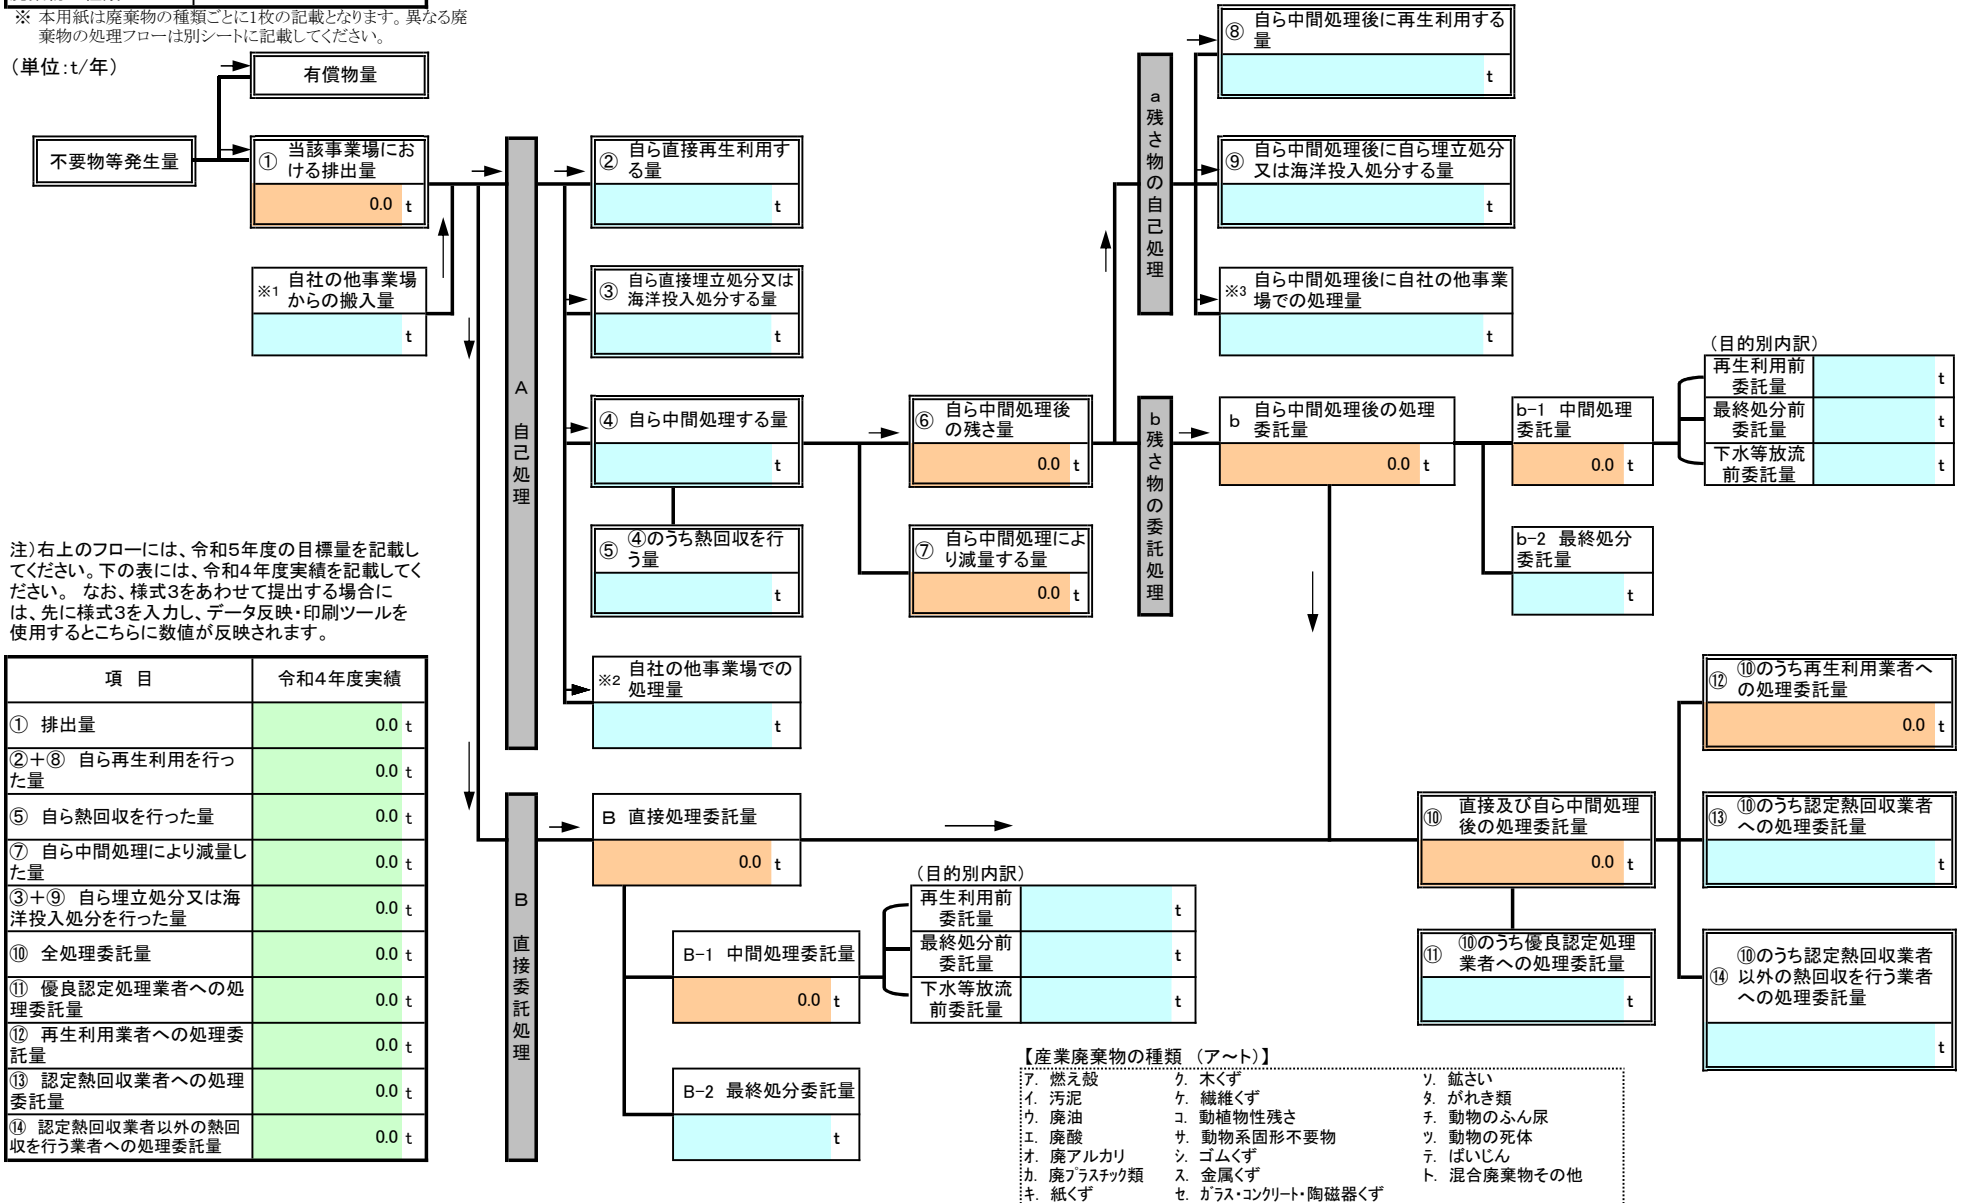 ※ 本用紙は廃棄物の種類ごとに1枚の記載となります。異なる廃
棄物の処理フローは別シートに記載してください。
(単位:t/年)
有償物量
不要物等発生量
① 当該事業場にお
ける排出量
0.0 t
※1 自社の他事業場
からの搬入量
t
A 自己処理
② 自ら直接再生利用す
る量
t
③ 自ら直接埋立処分又は
海洋投入処分する量
t
④ 自ら中間処理する量
t
⑤ ④のうち熱回収を行
う量
t
※2 自社の他事業場での
処理量
t
⑥ 自ら中間処理後
の残さ量
0.0 t
⑦ 自ら中間処理によ
り減量する量
0.0 t
a 残さ物の自己処理
⑧ 自ら中間処理後に再生利用する
量
t
⑨ 自ら中間処理後に自ら埋立処分
又は海洋投入処分する量
t
※3 自ら中間処理後に自社の他事業
場での処理量
t
b 残さ物の委託処理
b 自ら中間処理後の処理
委託量
0.0 t
b-1 中間処理
委託量
0.0 t
(目的別内訳)
再生利用前
委託量
t
最終処分前
委託量
t
下水等放流
前委託量
t
b-2 最終処分
委託量
t
注)右上のフローには、令和5年度の目標量を記載し
てください。下の表には、令和4年度実績を記載してく
ださい。 なお、様式3をあわせて提出する場合に
は、先に様式3を入力し、データ反映・印刷ツールを
使用するとこちらに数値が反映されます。
項 目 令和4年度実績
① 排出量 0.0 t
②+⑧ 自ら再生利用を行っ
た量 0.0 t
⑤ 自ら熱回収を行った量 0.0 t
⑦ 自ら中間処理により減量し
た量 0.0 t
③+⑨ 自ら埋立処分又は海
洋投入処分を行った量 0.0 t
⑩ 全処理委託量 0.0 t
⑪ 優良認定処理業者への処
理委託量 0.0 t
⑫ 再生利用業者への処理委
託量 0.0 t
⑬ 認定熱回収業者への処理
委託量 0.0 t
⑭ 認定熱回収業者以外の熱回
収を行う業者への処理委託量 0.0 t
B 直接委託処理
B 直接処理委託量
0.0 t
(目的別内訳)
再生利用前
委託量
t
最終処分前
委託量
t
下水等放流
前委託量
t
B-1 中間処理委託量
0.0 t
B-2 最終処分委託量
t
⑩ 直接及び自ら中間処理
後の処理委託量
0.0 t
⑪ ⑩のうち優良認定処理
業者への処理委託量
t
⑫ ⑩のうち再生利用業者へ
の処理委託量
0.0 t
⑬ ⑩のうち認定熱回収業者
への処理委託量
t
⑭ ⑩のうち認定熱回収業者
以外の熱回収を行う業者
への処理委託量
t
【産業廃棄物の種類 (ア~ト)】
ア. 燃え殻 ク. 木くず ソ. 鉱さい
イ. 汚泥 ケ. 繊維くず タ. がれき類
ウ. 廃油 コ. 動植物性残さ チ. 動物のふん尿
エ. 廃酸 サ. 動物系固形不要物 ツ. 動物の死体
オ. 廃アルカリ シ. ゴムくず テ. ばいじん
カ. 廃プラスチック類 ス. 金属くず ト. 混合廃棄物その他
キ. 紙くず セ. ガラス・コンクリート・陶磁器くず